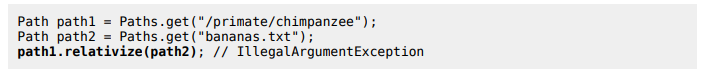 Path path1 = Paths.get("/primate/chimpanzee");
Path path2 = Paths.get("bananas.txt");
path1.relativize(path2); // IllegalArgumentException